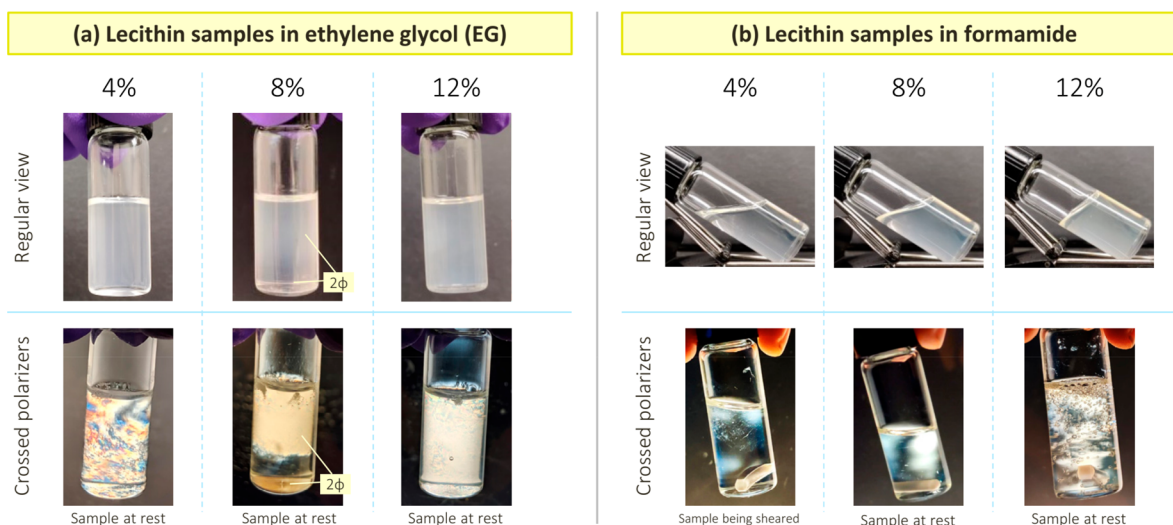 (a) Lecithin samples in ethylene glycol (EG)
4%
8%
12%
Regular view
2ϕ
Crossed polarizers
2ϕ
Sample at rest
Sample at rest
Sample at rest
(b) Lecithin samples in formamide
4%
8%
12%
Regular view
Crossed polarizers
Sample being sheared
Sample at rest
Sample at rest